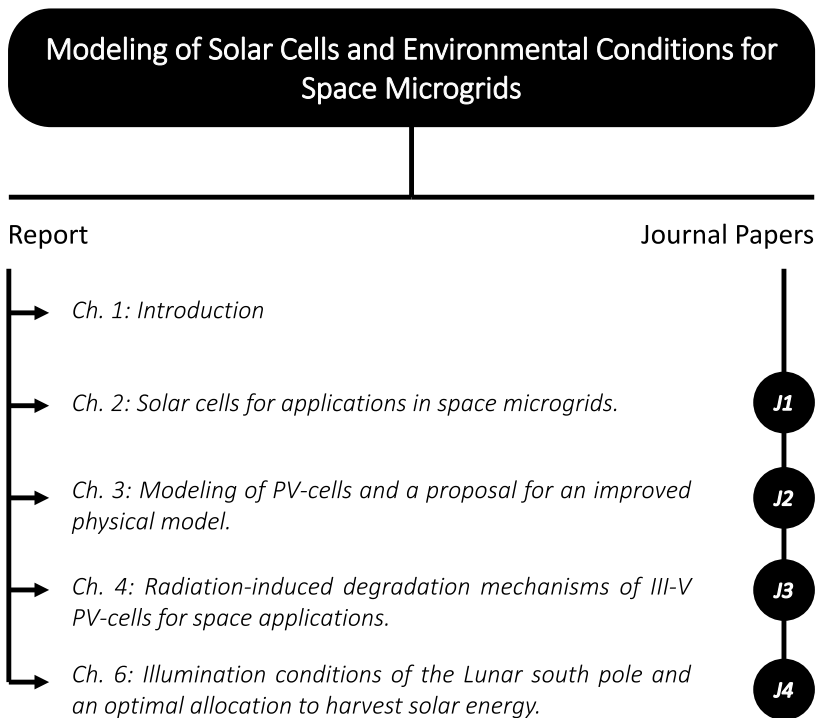 Modeling of Solar Cells and Environmental Conditions for
Space Microgrids
Report
Journal Papers
Ch. 1: Introduction
Ch. 2: Solar cells for applications in space microgrids.
J1
Ch. 3: Modeling of PV-cells and a proposal for an improved
physical model.
J2
Ch. 4: Radiation-induced degradation mechanisms of III-V
PV-cells for space applications.
J3
Ch. 6: Illumination conditions of the Lunar south pole and
an optimal allocation to harvest solar energy.
J4